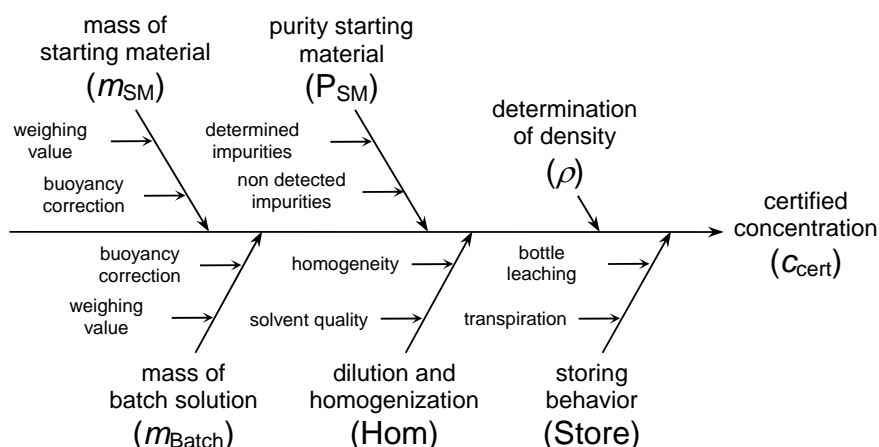 mass of
starting material
(mSM)
purity starting
material
(PSM)
determination
of density
(ρ)
weighing
value
buoyancy
correction
determined
impurities
non detected
impurities
certified
concentration
(ccert)
buoyancy
correction
weighing
value
homogeneity
solvent quality
bottle
leaching
transpiration
mass of
batch solution
(mBatch)
dilution and
homogenization
(Hom)
storing
behavior
(Store)